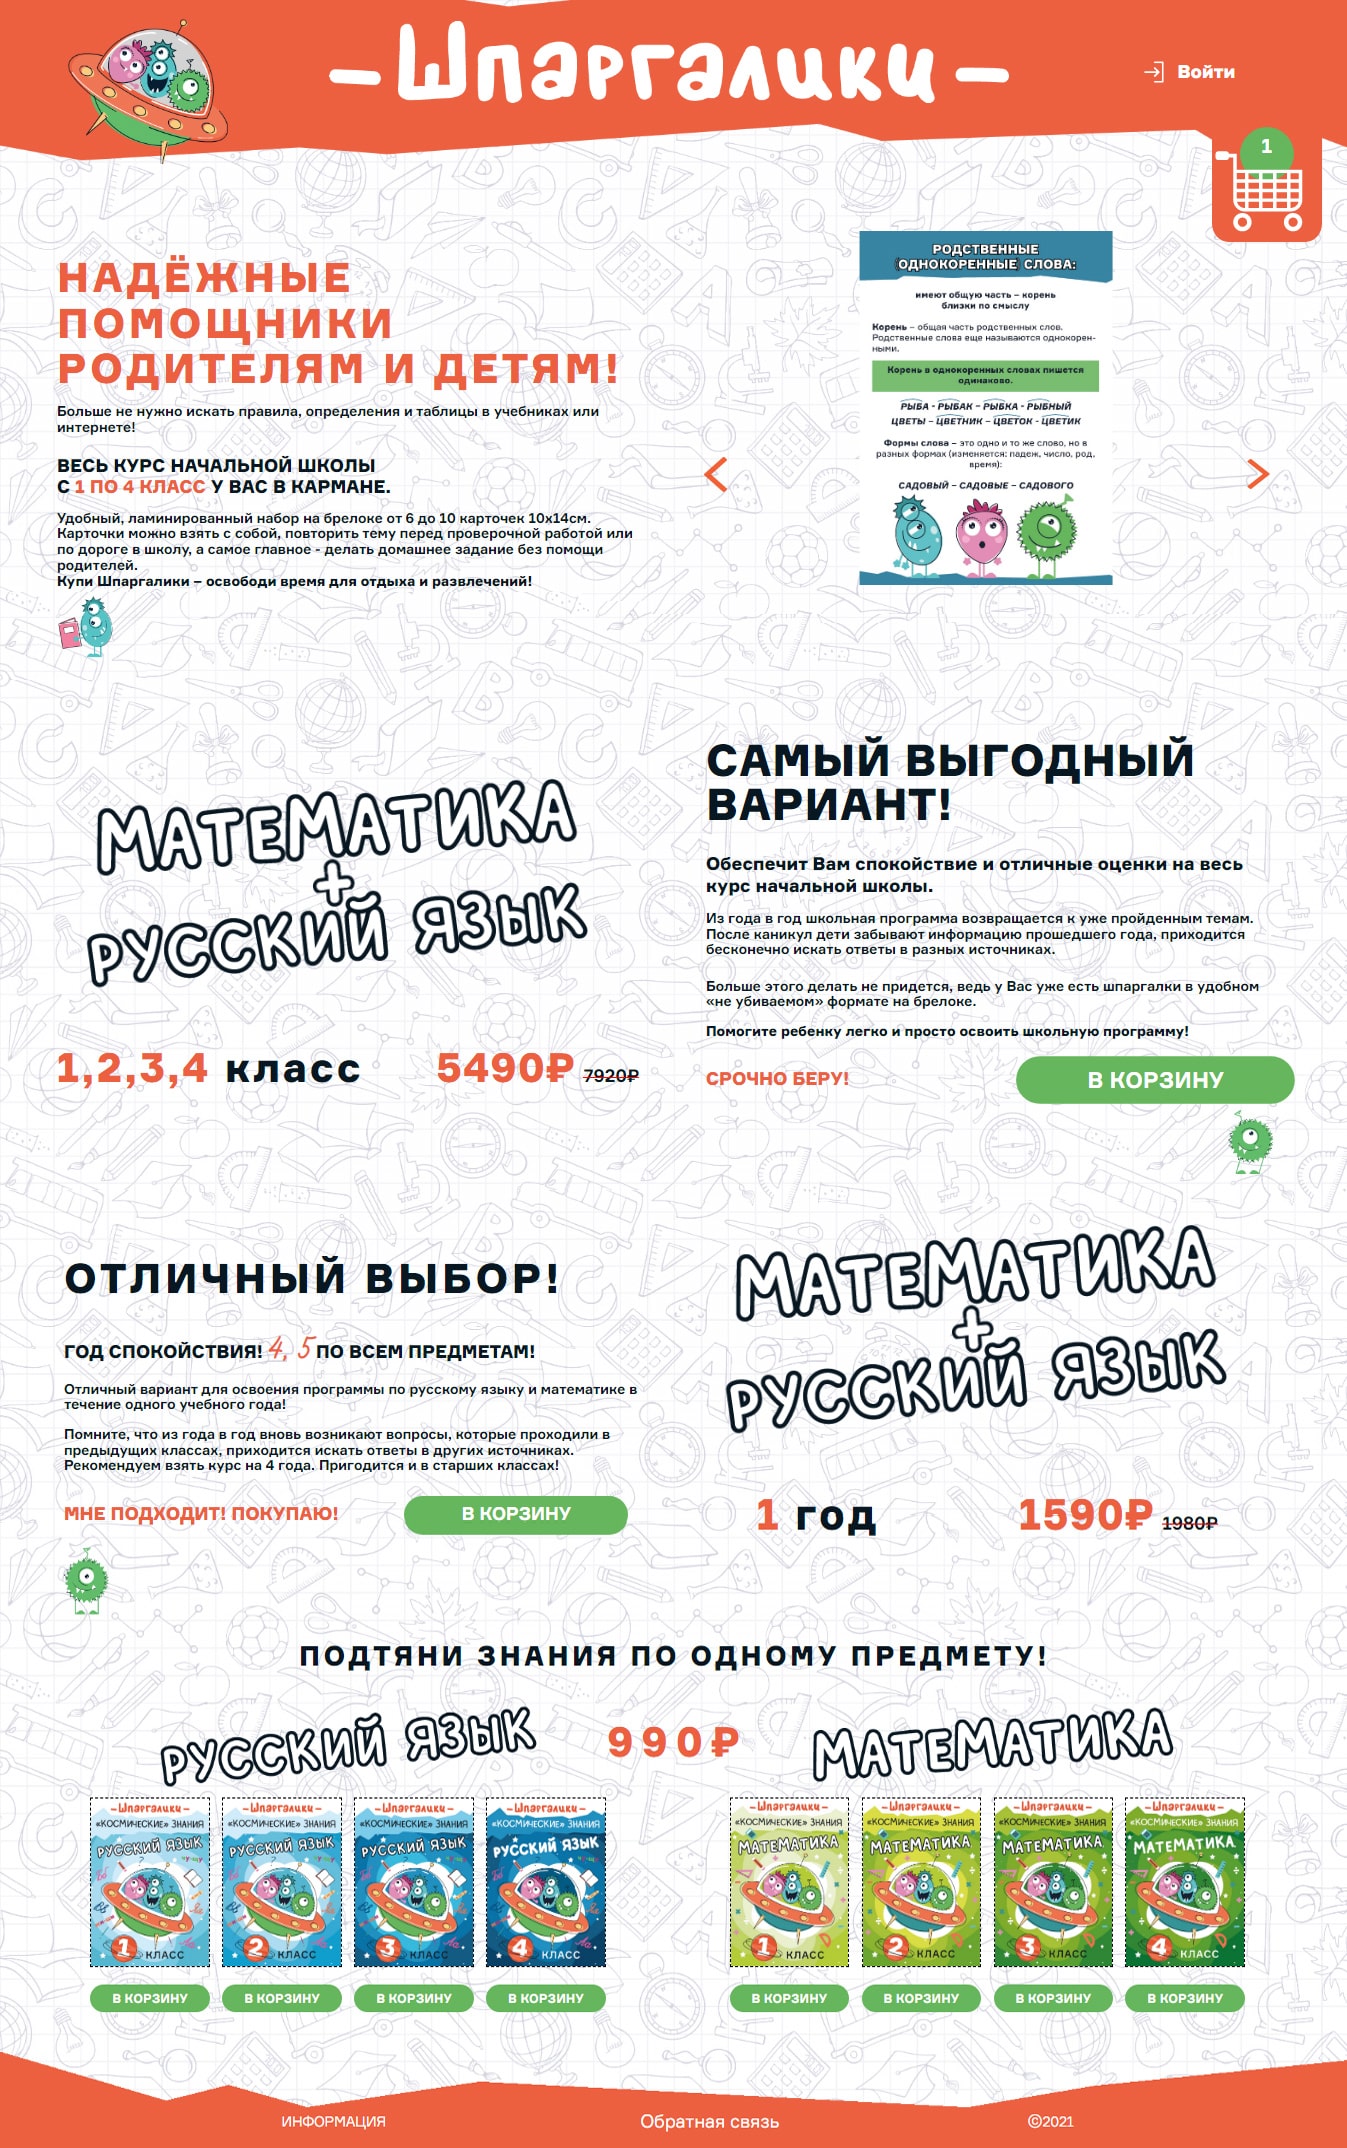 – Шпаргалики –
Войти
1
НАДЁЖНЫЕ
ПОМОЩНИКИ
РОДИТЕЛЯМ И ДЕТЯМ!
Больше не нужно искать правила, определения и таблицы в учебниках или
интернете!
ВЕСЬ КУРС НАЧАЛЬНОЙ ШКОЛЫ
С 1 ПО 4 КЛАСС У ВАС В КАРМАНЕ.
Удобный, ламинированный набор на брелоке от 6 до 10 карточек 10х14см.
Карточки можно взять с собой, повторить тему перед проверочной работой или
по дороге в школу, а самое главное - делать домашнее задание без помощи
родителей.
Купи Шпаргалики – освободи время для отдыха и развлечений!
РОДСТВЕННЫЕ
(ОДНОКОРЕННЫЕ) СЛОВА:
имеют общую часть – корень
близки по смыслу
Корень – общая часть родственных слов.
Родственные слова еще называются однокорен-
ными.
Корень в однокоренных словах пишется
одинаково.
РЫБА - РЫБАК – РЫБКА - РЫБНЫЙ
ЦВЕТЫ – ЦВЕТНИК – ЦВЕТОК - ЦВЕТИК
Формы слова – это одно и то же слово, но в
разных формах (изменяется: падеж, число, род,
время):
САДОВЫЙ – САДОВЫЕ – САДОВОГО
МАТЕМАТИКА
+
РУССКИЙ ЯЗЫК
1,2,3,4 класс
5490₽ 7920₽
САМЫЙ ВЫГОДНЫЙ
ВАРИАНТ!
Обеспечит Вам спокойствие и отличные оценки на весь
курс начальной школы.
Из года в год школьная программа возвращается к уже пройденным темам.
После каникул дети забывают информацию прошедшего года, приходится
бесконечно искать ответы в разных источниках.
Больше этого делать не придется, ведь у Вас уже есть шпаргалки в удобном
«не убиваемом» формате на брелоке.
Помогите ребенку легко и просто освоить школьную программу!
СРОЧНО БЕРУ!
В КОРЗИНУ
ОТЛИЧНЫЙ ВЫБОР!
ГОД СПОКОЙСТВИЯ! 4, 5 ПО ВСЕМ ПРЕДМЕТАМ!
Отличный вариант для освоения программы по русскому языку и математике в
течение одного учебного года!
Помните, что из года в год вновь возникают вопросы, которые проходили в
предыдущих классах, приходится искать ответы в других источниках.
Рекомендуем взять курс на 4 года. Пригодится и в старших классах!
МНЕ ПОДХОДИТ! ПОКУПАЮ!
В КОРЗИНУ
МАТЕМАТИКА
+
РУССКИЙ ЯЗЫК
1 год
1590₽ 1980₽
ПОДТЯНИ ЗНАНИЯ ПО ОДНОМУ ПРЕДМЕТУ!
РУССКИЙ ЯЗЫК
990₽
МАТЕМАТИКА
– Шпаргалики –
«КОСМИЧЕСКИЕ» ЗНАНИЯ
РУССКИЙ ЯЗЫК
1 КЛАСС
– Шпаргалики –
«КОСМИЧЕСКИЕ» ЗНАНИЯ
РУССКИЙ ЯЗЫК
2 КЛАСС
– Шпаргалики –
«КОСМИЧЕСКИЕ» ЗНАНИЯ
РУССКИЙ ЯЗЫК
3 КЛАСС
– Шпаргалики –
«КОСМИЧЕСКИЕ» ЗНАНИЯ
РУССКИЙ ЯЗЫК
4 КЛАСС
– Шпаргалики –
«КОСМИЧЕСКИЕ» ЗНАНИЯ
МАТЕМАТИКА
1 КЛАСС
– Шпаргалики –
«КОСМИЧЕСКИЕ» ЗНАНИЯ
МАТЕМАТИКА
2 КЛАСС
– Шпаргалики –
«КОСМИЧЕСКИЕ» ЗНАНИЯ
МАТЕМАТИКА
3 КЛАСС
– Шпаргалики –
«КОСМИЧЕСКИЕ» ЗНАНИЯ
МАТЕМАТИКА
4 КЛАСС
В КОРЗИНУ
В КОРЗИНУ
В КОРЗИНУ
В КОРЗИНУ
В КОРЗИНУ
В КОРЗИНУ
В КОРЗИНУ
В КОРЗИНУ
ИНФОРМАЦИЯ
Обратная связь
©2021